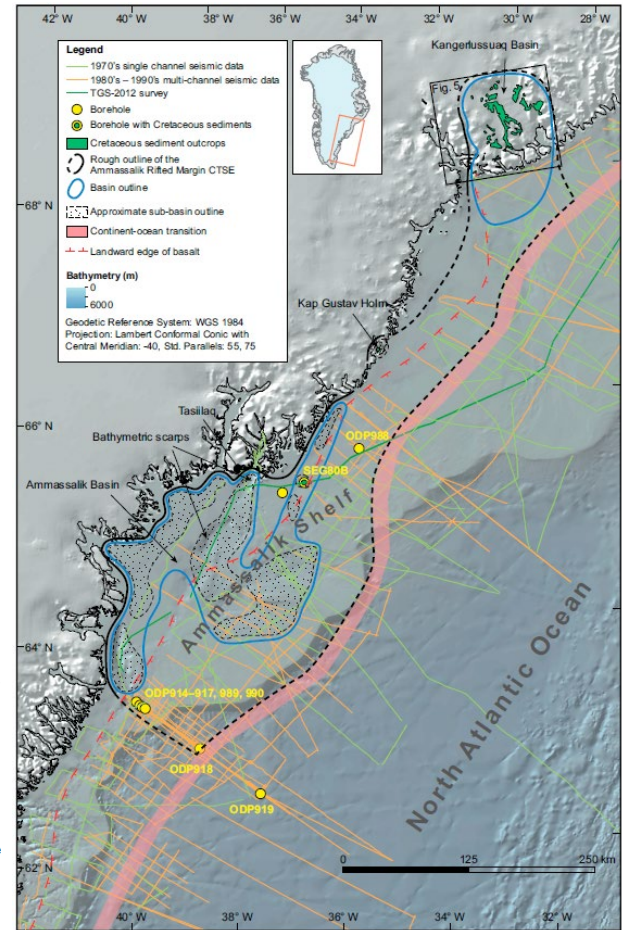 42° W
40° W
38° W
36° W
34° W
32° W
30° W
28° W
Kangerlussuaq Basin
Fig. 5
Legend
1970's single channel seismic data
1980's – 1990's multi-channel seismic data
TGS-2012 survey
Borehole
Borehole with Cretaceous sediments
Cretaceous sediment outcrops
Rough outline of the
Ammassalik Rifted Margin CTSE
Basin outline
Approximate sub-basin outline
Continent-ocean transition
Landward edge of basalt
Bathymetry (m)
0
6000
Geodetic Reference System: WGS 1984
Projection: Lambert Conformal Conic with
Central Meridian: -40, Std. Parallels: 55, 75
68° N
Kap Gustav Holm
66° N
Tasiilaq
Bathymetric scarps
ODP988
SEG80B
Ammassalik Basin
Ammassalik Shelf
64° N
ODP914–917, 989, 990
ODP918
ODP919
North Atlantic Ocean
62° N
0
125
250 km
40° W
38° W
36° W
34° W
32° W